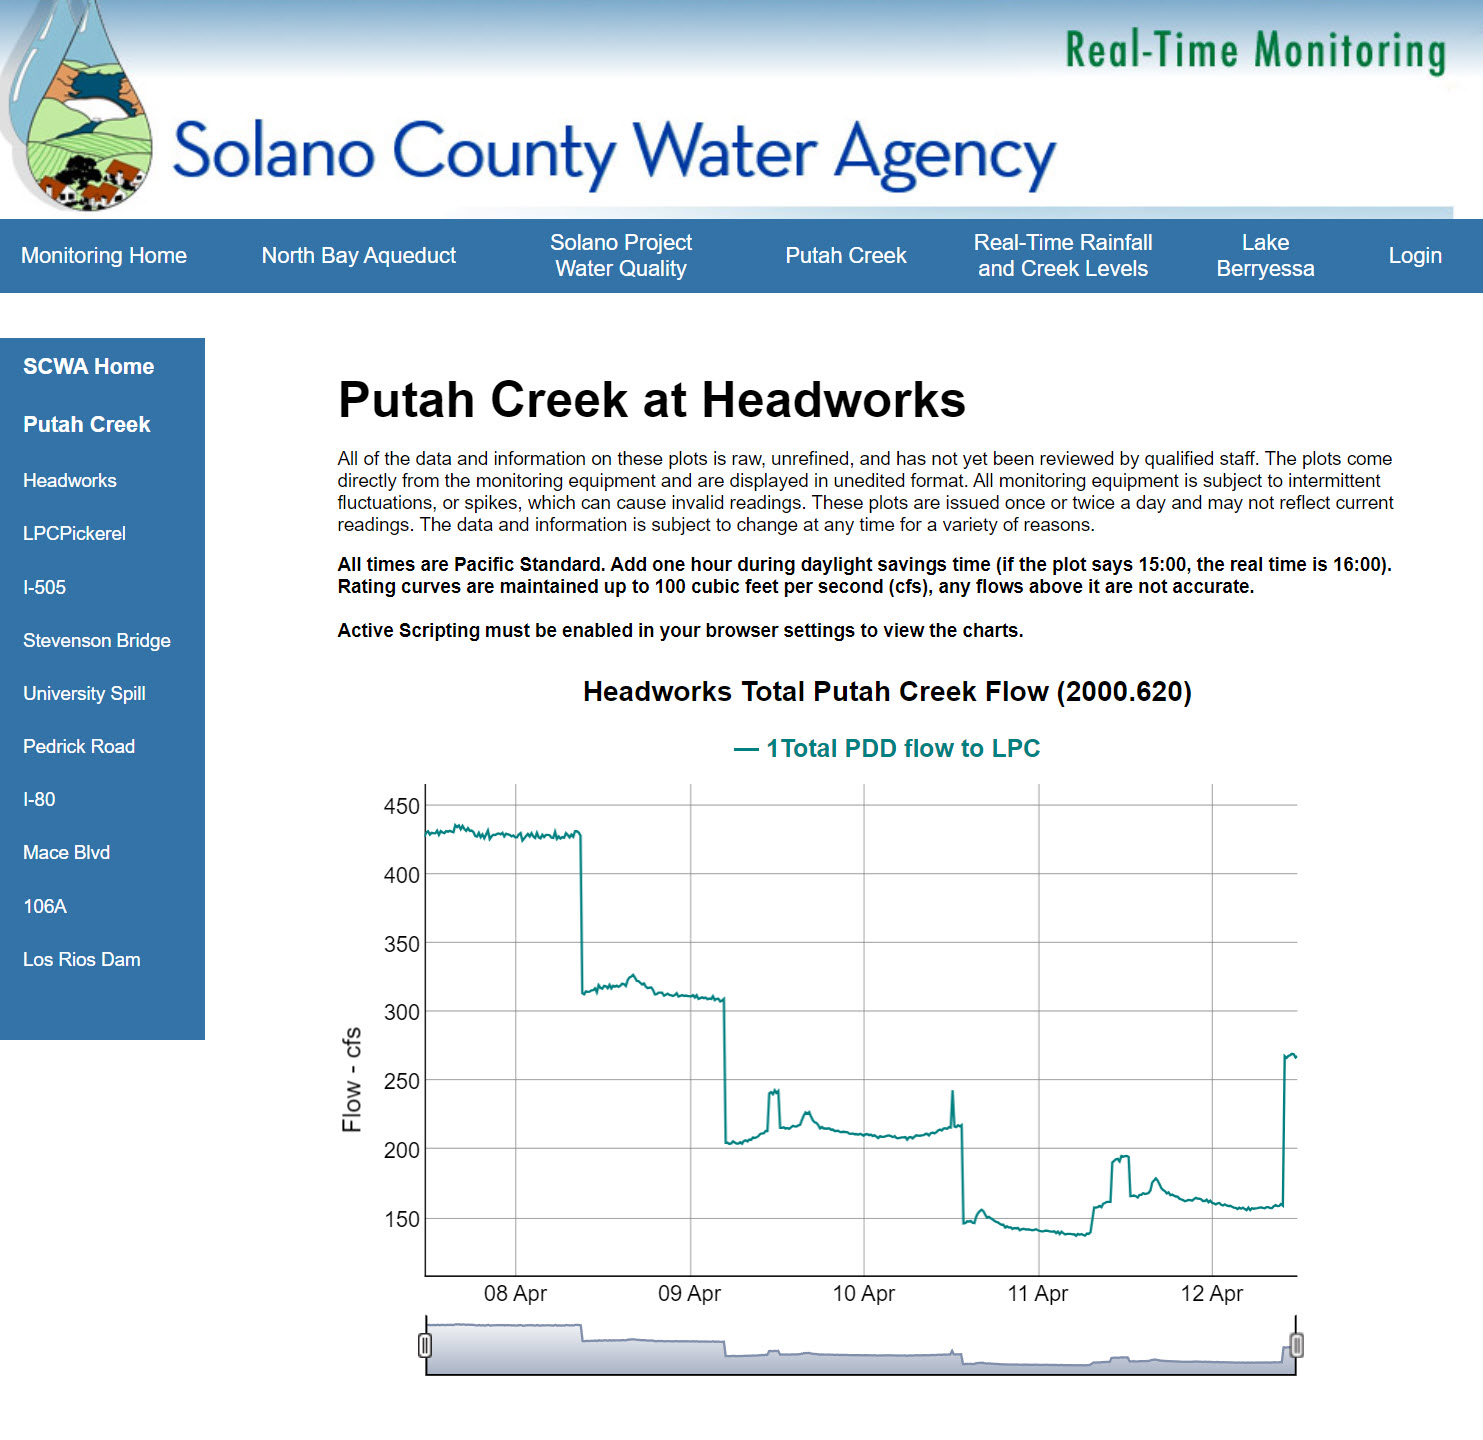 Real-Time Monitoring
Solano County Water Agency
Monitoring Home
North Bay Aqueduct
Solano Project
Water Quality
Putah Creek
Real-Time Rainfall
and Creek Levels
Lake
Berryessa
Login
SCWA Home
Putah Creek
Headworks
LPCPickerel
I-505
Stevenson Bridge
University Spill
Pedrick Road
I-80
Mace Blvd
106A
Los Rios Dam
Putah Creek at Headworks
All of the data and information on these plots is raw, unrefined, and has not yet been reviewed by qualified staff. The plots come
directly from the monitoring equipment and are displayed in unedited format. All monitoring equipment is subject to intermittent
fluctuations, or spikes, which can cause invalid readings. These plots are issued once or twice a day and may not reflect current
readings. The data and information is subject to change at any time for a variety of reasons.
All times are Pacific Standard. Add one hour during daylight savings time (if the plot says 15:00, the real time is 16:00).
Rating curves are maintained up to 100 cubic feet per second (cfs), any flows above it are not accurate.
Active Scripting must be enabled in your browser settings to view the charts.
Headworks Total Putah Creek Flow (2000.620)
1Total PDD flow to LPC
Flow - cfs
450
400
350
300
250
200
150
08 Apr
09 Apr
10 Apr
11 Apr
12 Apr